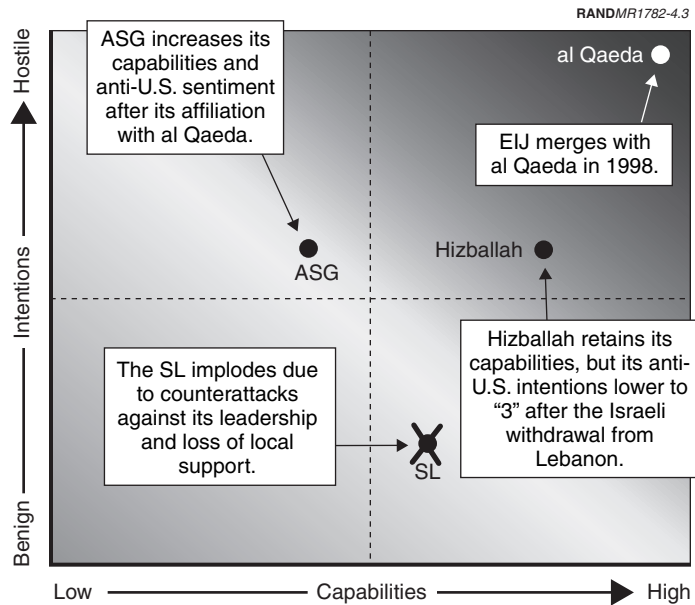 RANDMR1782-4.3
Hostile
Intentions
Benign
ASG increases its
capabilities and
anti-U.S. sentiment
after its affiliation
with al Qaeda.
al Qaeda
EIJ merges with
al Qaeda in 1998.
ASG
Hizballah
The SL implodes due
to counterattacks
against its leadership
and loss of local
support.
SL
Hizballah retains its
capabilities, but its anti-
U.S. intentions lower to
“3” after the Israeli
withdrawal from
Lebanon.
Low
Capabilities
High